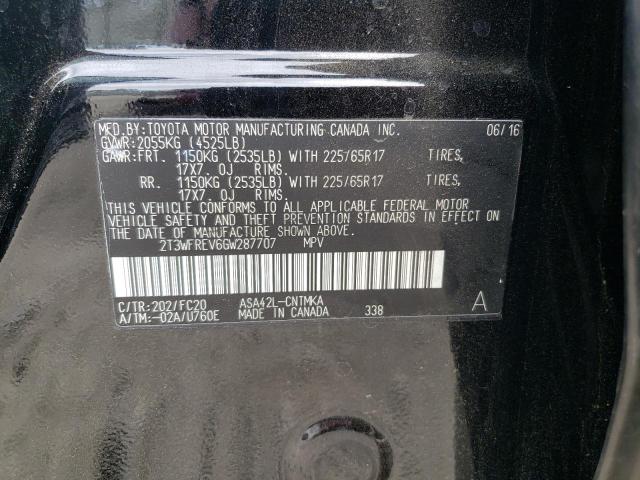 MFD.BY:TOYOTA MOTOR MANUFACTURING CANADA INC. 06/16
GVWR:2055KG (4525LB)
GAWR:FRT. 1150KG (2535LB) WITH 225/65R17 TIRES,
17X7.0J RIMS.
RR. 1150KG (2535LB) WITH 225/65R17 TIRES,
17X7.0J RIMS.
THIS VEHICLE CONFORMS TO ALL APPLICABLE FEDERAL MOTOR
VEHICLE SAFETY AND THEFT PREVENTION STANDARDS IN EFFECT ON
THE DATE OF MANUFACTURE SHOWN ABOVE.
2T3WFREV6GW287707 MPV
C/TR:202/FC20 ASA42L-CNTMKA A
A/TM:-02A/U760E MADE IN CANADA 338